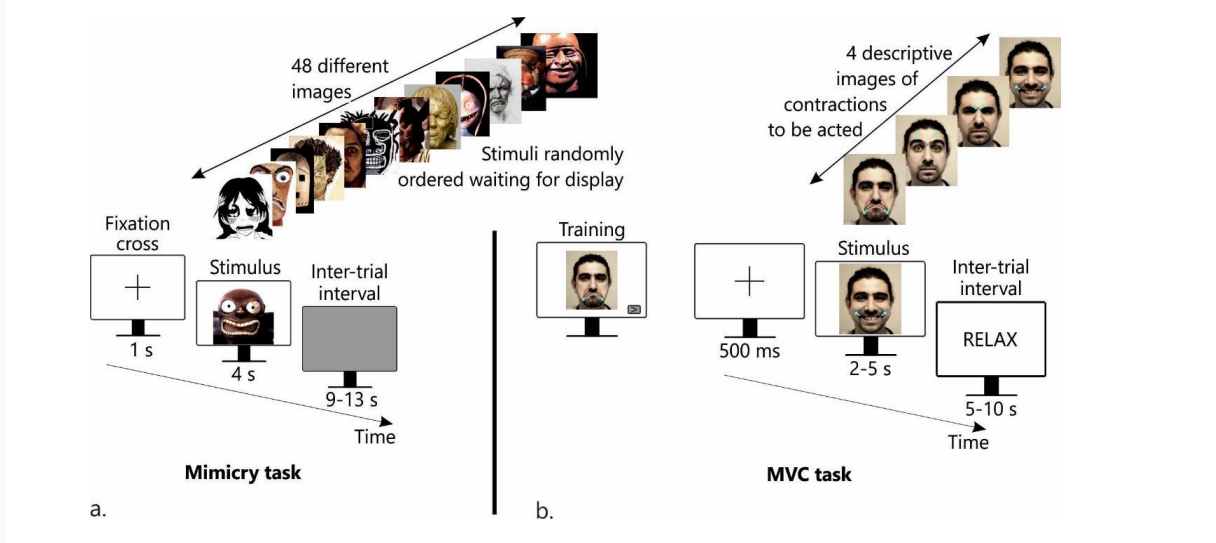 48 different
images
Stimuli randomly
ordered waiting for display
Fixation
cross
Stimulus
Inter-trial
interval
1 s
4 s
9-13 s
Time
Mimicry task
a.
4 descriptive
images of
contractions
to be acted
Training
Stimulus
Inter-trial
interval
RELAX
500 ms
2-5 s
5-10 s
Time
MVC task
b.